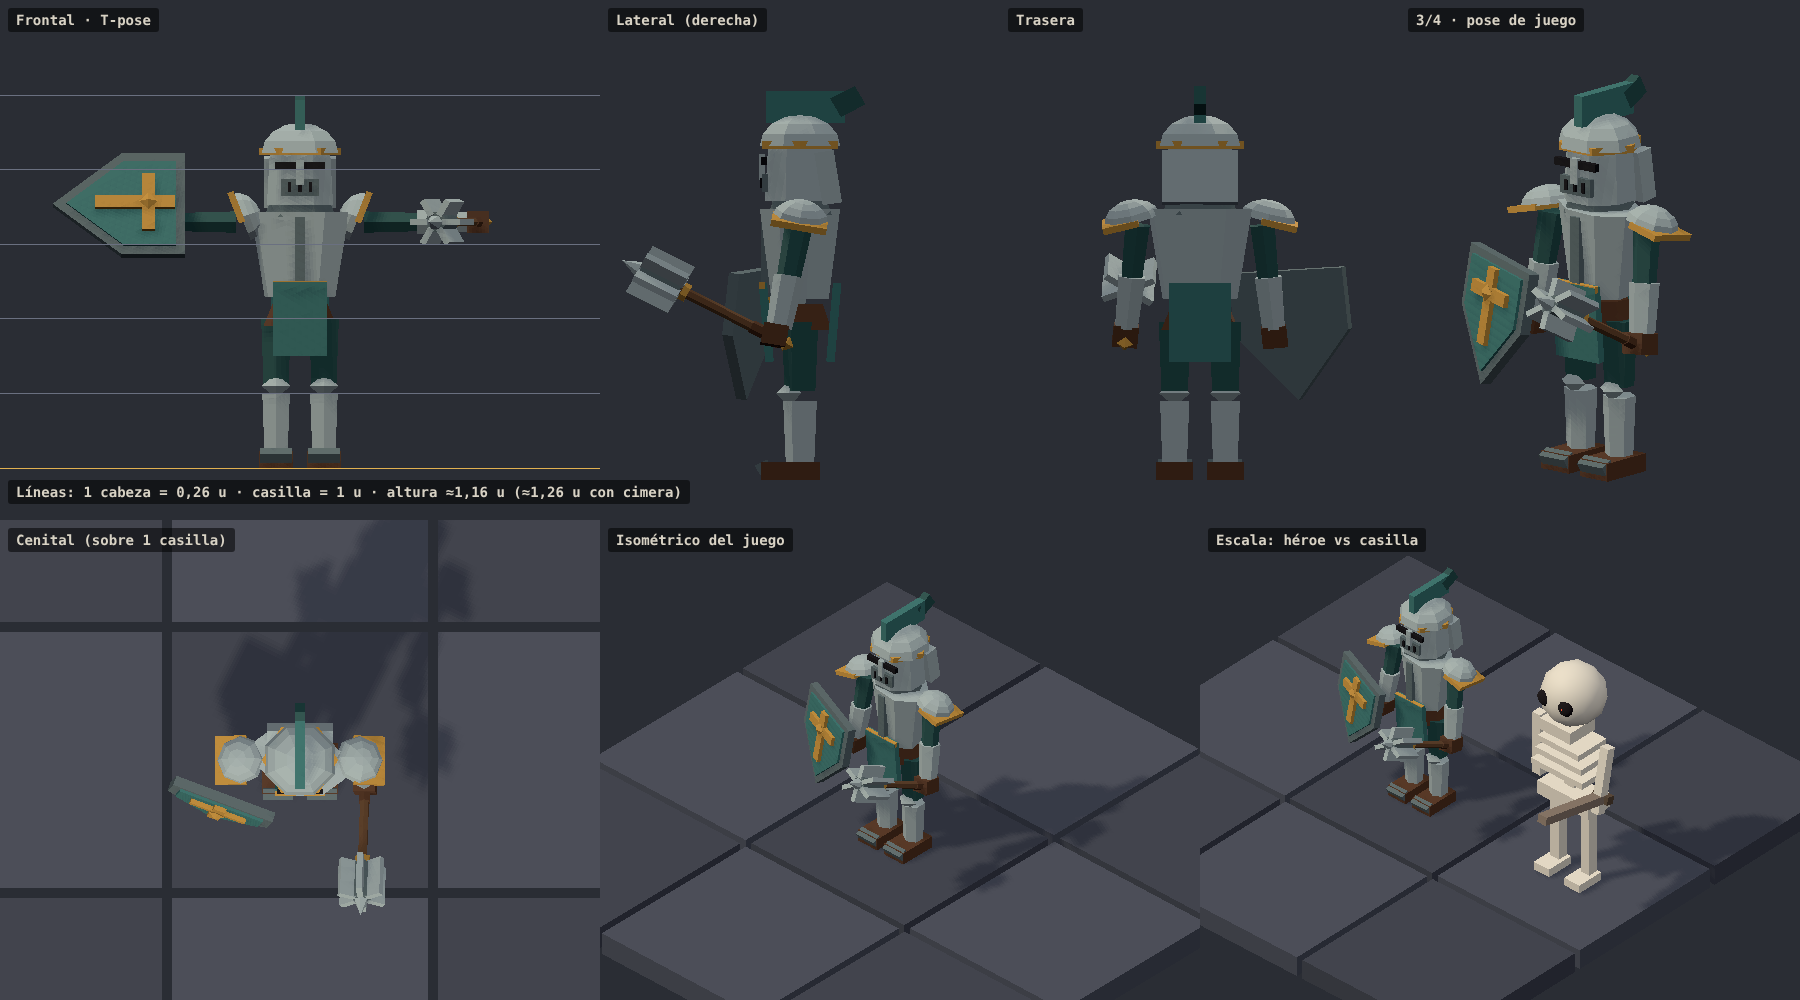 Frontal · T-pose
Lateral (derecha)
Trasera
3/4 · pose de juego
Líneas: 1 cabeza = 0,26 u · casilla = 1 u · altura ≈1,16 u (≈1,26 u con cimera)
Cenital (sobre 1 casilla)
Isométrico del juego
Escala: héroe vs casilla